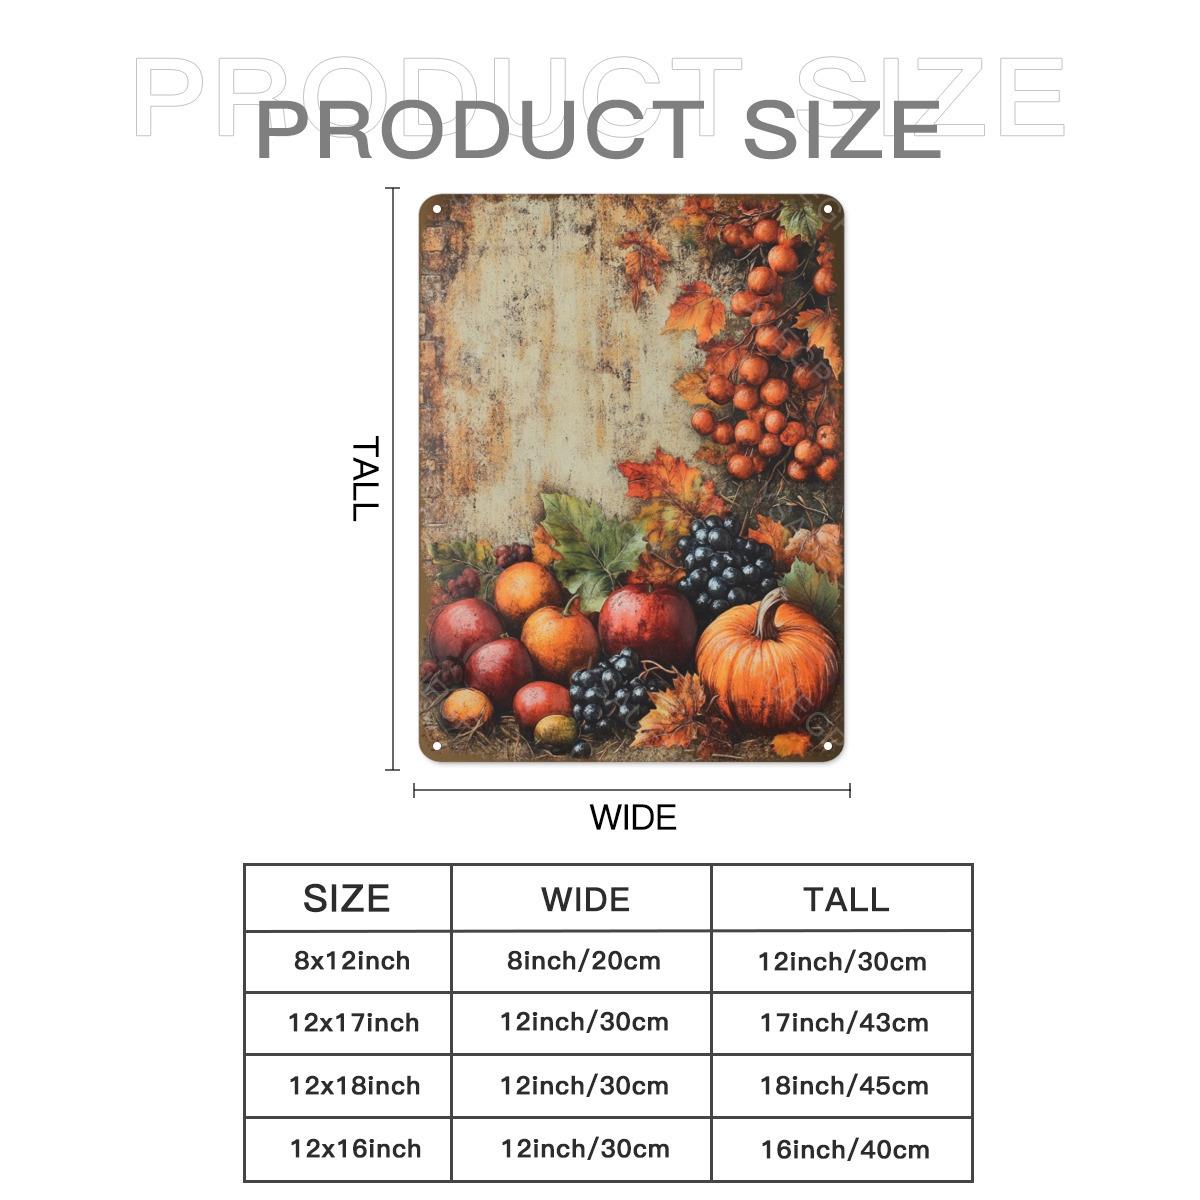 PRODUCT SIZE
PRODUCT SIZE
TALL
WIDE
SIZE WIDE TALL
8x12inch 8inch/20cm 12inch/30cm
12x17inch 12inch/30cm 17inch/43cm
12x18inch 12inch/30cm 18inch/45cm
12x16inch 12inch/30cm 16inch/40cm